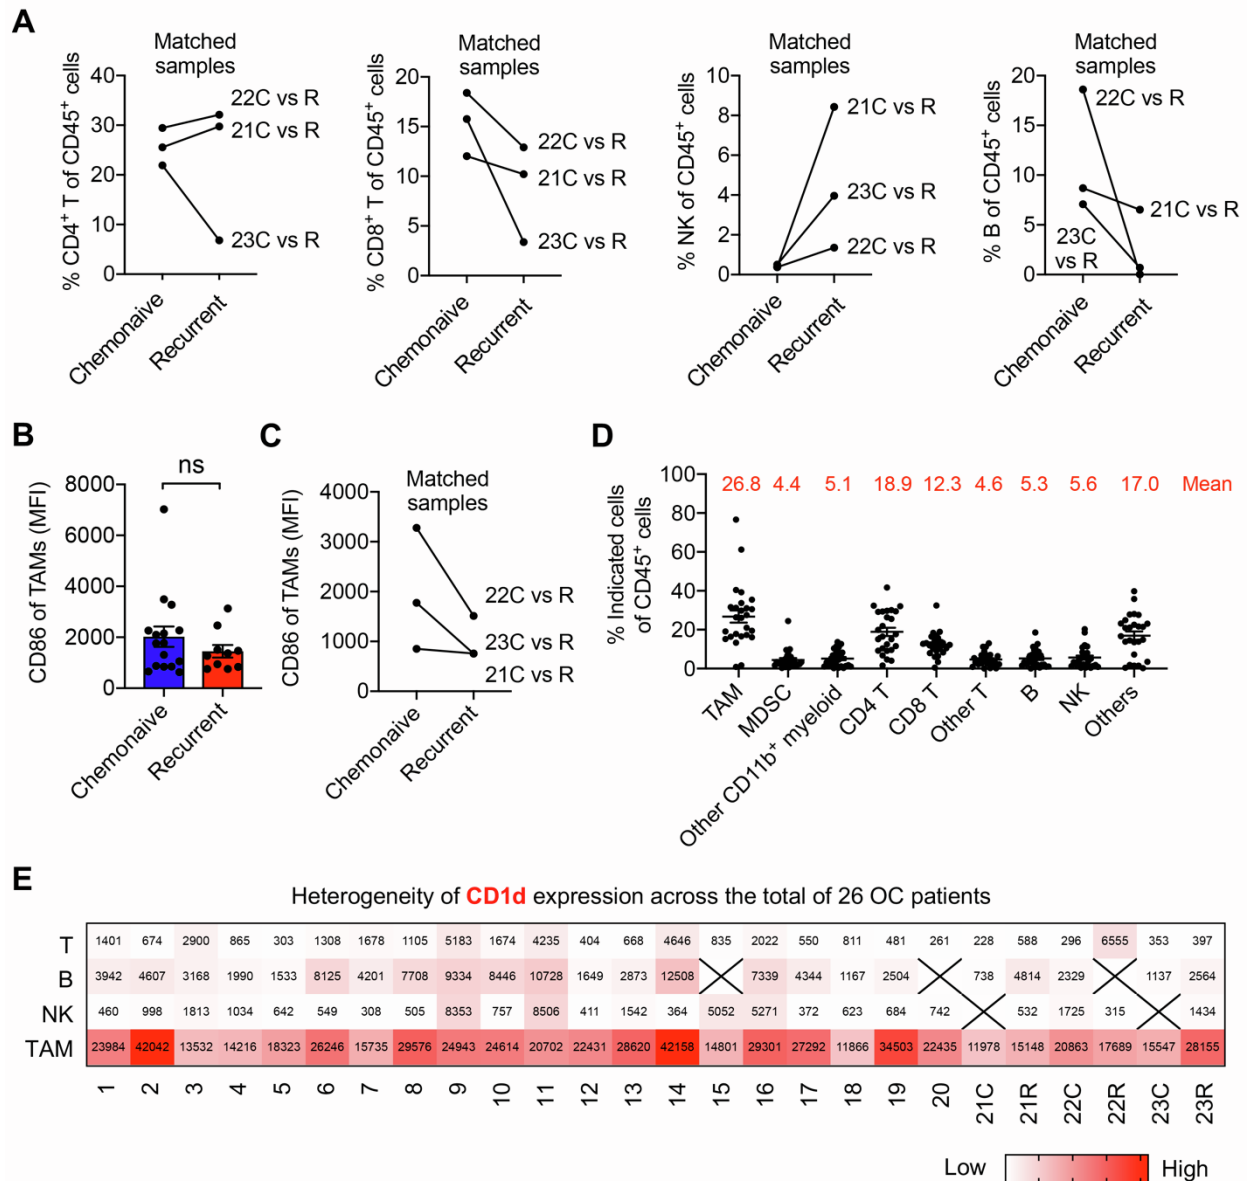 A
Matched
samples
% CD4+ T of CD45+ cells
40
30
20
10
0
22C vs R
21C vs R
23C vs R
Chemonaive
Recurrent
Matched
samples
% CD8+ T of CD45+ cells
20
15
10
5
0
22C vs R
21C vs R
23C vs R
Chemonaive
Recurrent
Matched
samples
% NK of CD45+ cells
10
8
6
4
2
0
21C vs R
23C vs R
22C vs R
Chemonaive
Recurrent
Matched
samples
% B of CD45+ cells
20
15
10
5
0
22C vs R
21C vs R
23C
vs R
Chemonaive
Recurrent
B
ns
CD86 of TAMs (MFI)
8000
6000
4000
2000
0
Chemonaive
Recurrent
C
Matched
samples
CD86 of TAMs (MFI)
4000
3000
2000
1000
0
22C vs R
23C vs R
21C vs R
Chemonaive
Recurrent
D
% Indicated cells
of CD45+ cells
100
80
60
40
20
0
26.8 4.4 5.1 18.9 12.3 4.6 5.3 5.6 17.0 Mean
TAM
MDSC
Other CD11b+ myeloid
CD4 T
CD8 T
Other T
B
NK
Others
E
Heterogeneity of CD1d expression across the total of 26 OC patients
T 1401 674 2900 865 303 1308 1678 1105 5183 1674 4235 404 668 4646 835 2022 550 811 481 261 228 588 296 6555 353 397
B 3942 4607 3168 1990 1533 8125 4201 7708 9334 8446 10728 1649 2873 12508 7339 4344 1167 2504 738 4814 2329 1137 2564
NK 460 998 1813 1034 642 549 308 505 8353 757 8506 411 1542 364 5052 5271 372 623 684 742 532 1725 315 1434
TAM 23984 42042 13532 14216 18323 26246 15735 29576 24943 24614 20702 22431 28620 42158 14801 29301 27292 11866 34503 22435 11978 15148 20863 17689 15547 28155
1 2 3 4 5 6 7 8 9 10 11 12 13 14 15 16 17 18 19 20 21C 21R 22C 22R 23C 23R
Low High